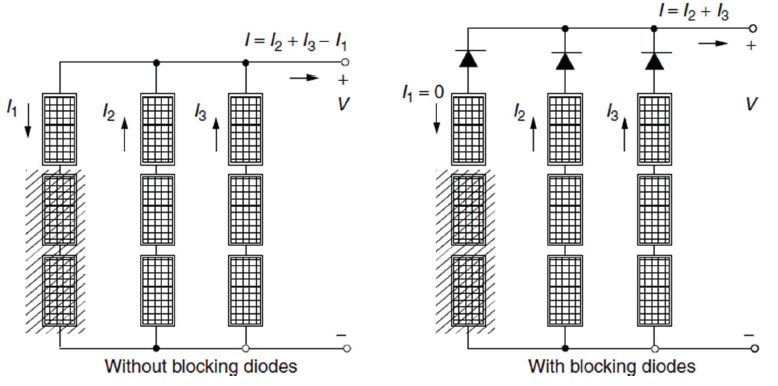 I = I₂ + I₃ – I₁
+
V
I₁
I₂
I₃
–
Without blocking diodes
I = I₂ + I₃
+
V
I₁ = 0
I₂
I₃
–
With blocking diodes